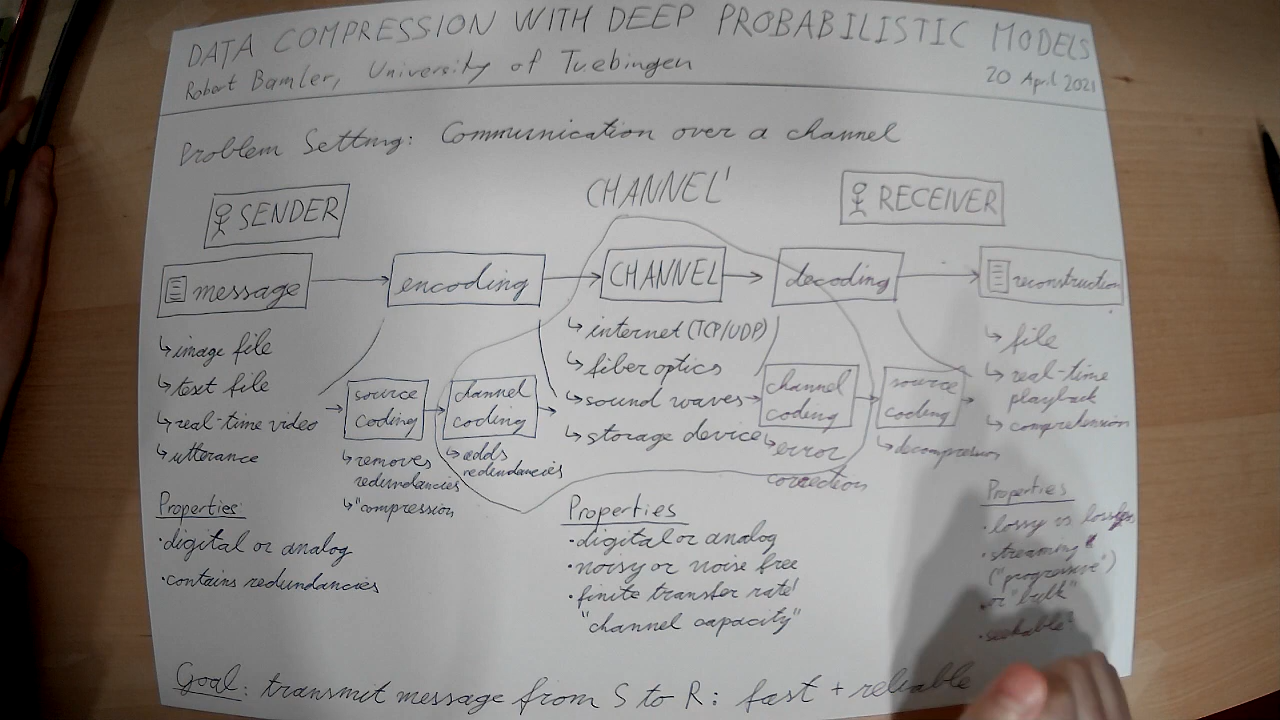 DATA COMPRESSION WITH DEEP PROBABILISTIC MODELS
Robert Bamler, University of Tuebingen
20 April 2021
Problem Setting: Communication over a channel
SENDER
CHANNEL'
RECEIVER
message
encoding
CHANNEL
decoding
reconstruction
↳ image file
↳ text file
↳ real-time video
↳ utterance
source
coding
channel
coding
↳ removes
redundancies
↳ "compression
↳ adds
redundancies
↳ internet (TCP/UDP)
↳ fiber optics
↳ sound waves
↳ storage device
channel
coding
source
coding
↳ error
correction
↳ decompression
↳ file
↳ real-time
playback
↳ comprehension
Properties:
· digital or analog
· contains redundancies
Properties
· digital or analog
· noisy or noise free
· finite transfer rate
"channel capacity"
Properties
· lossy vs lossless
· streaming
("progressive")
or "bulk"
· seekable
Goal: transmit message from S to R: fast + reliable